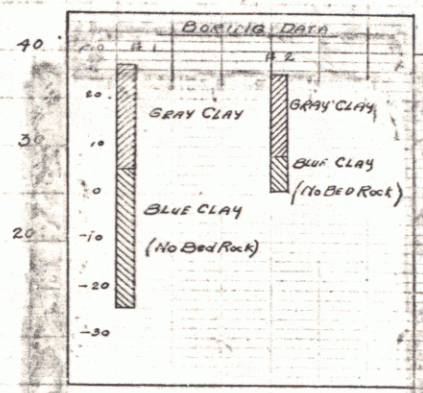 BORING DATA
40
# 1
# 2
20
GRAY CLAY
GRAY CLAY
30
10
BLUE CLAY
0
(No BED ROCK)
BLUE CLAY
20
-10
(No Bed Rock)
-20
-30